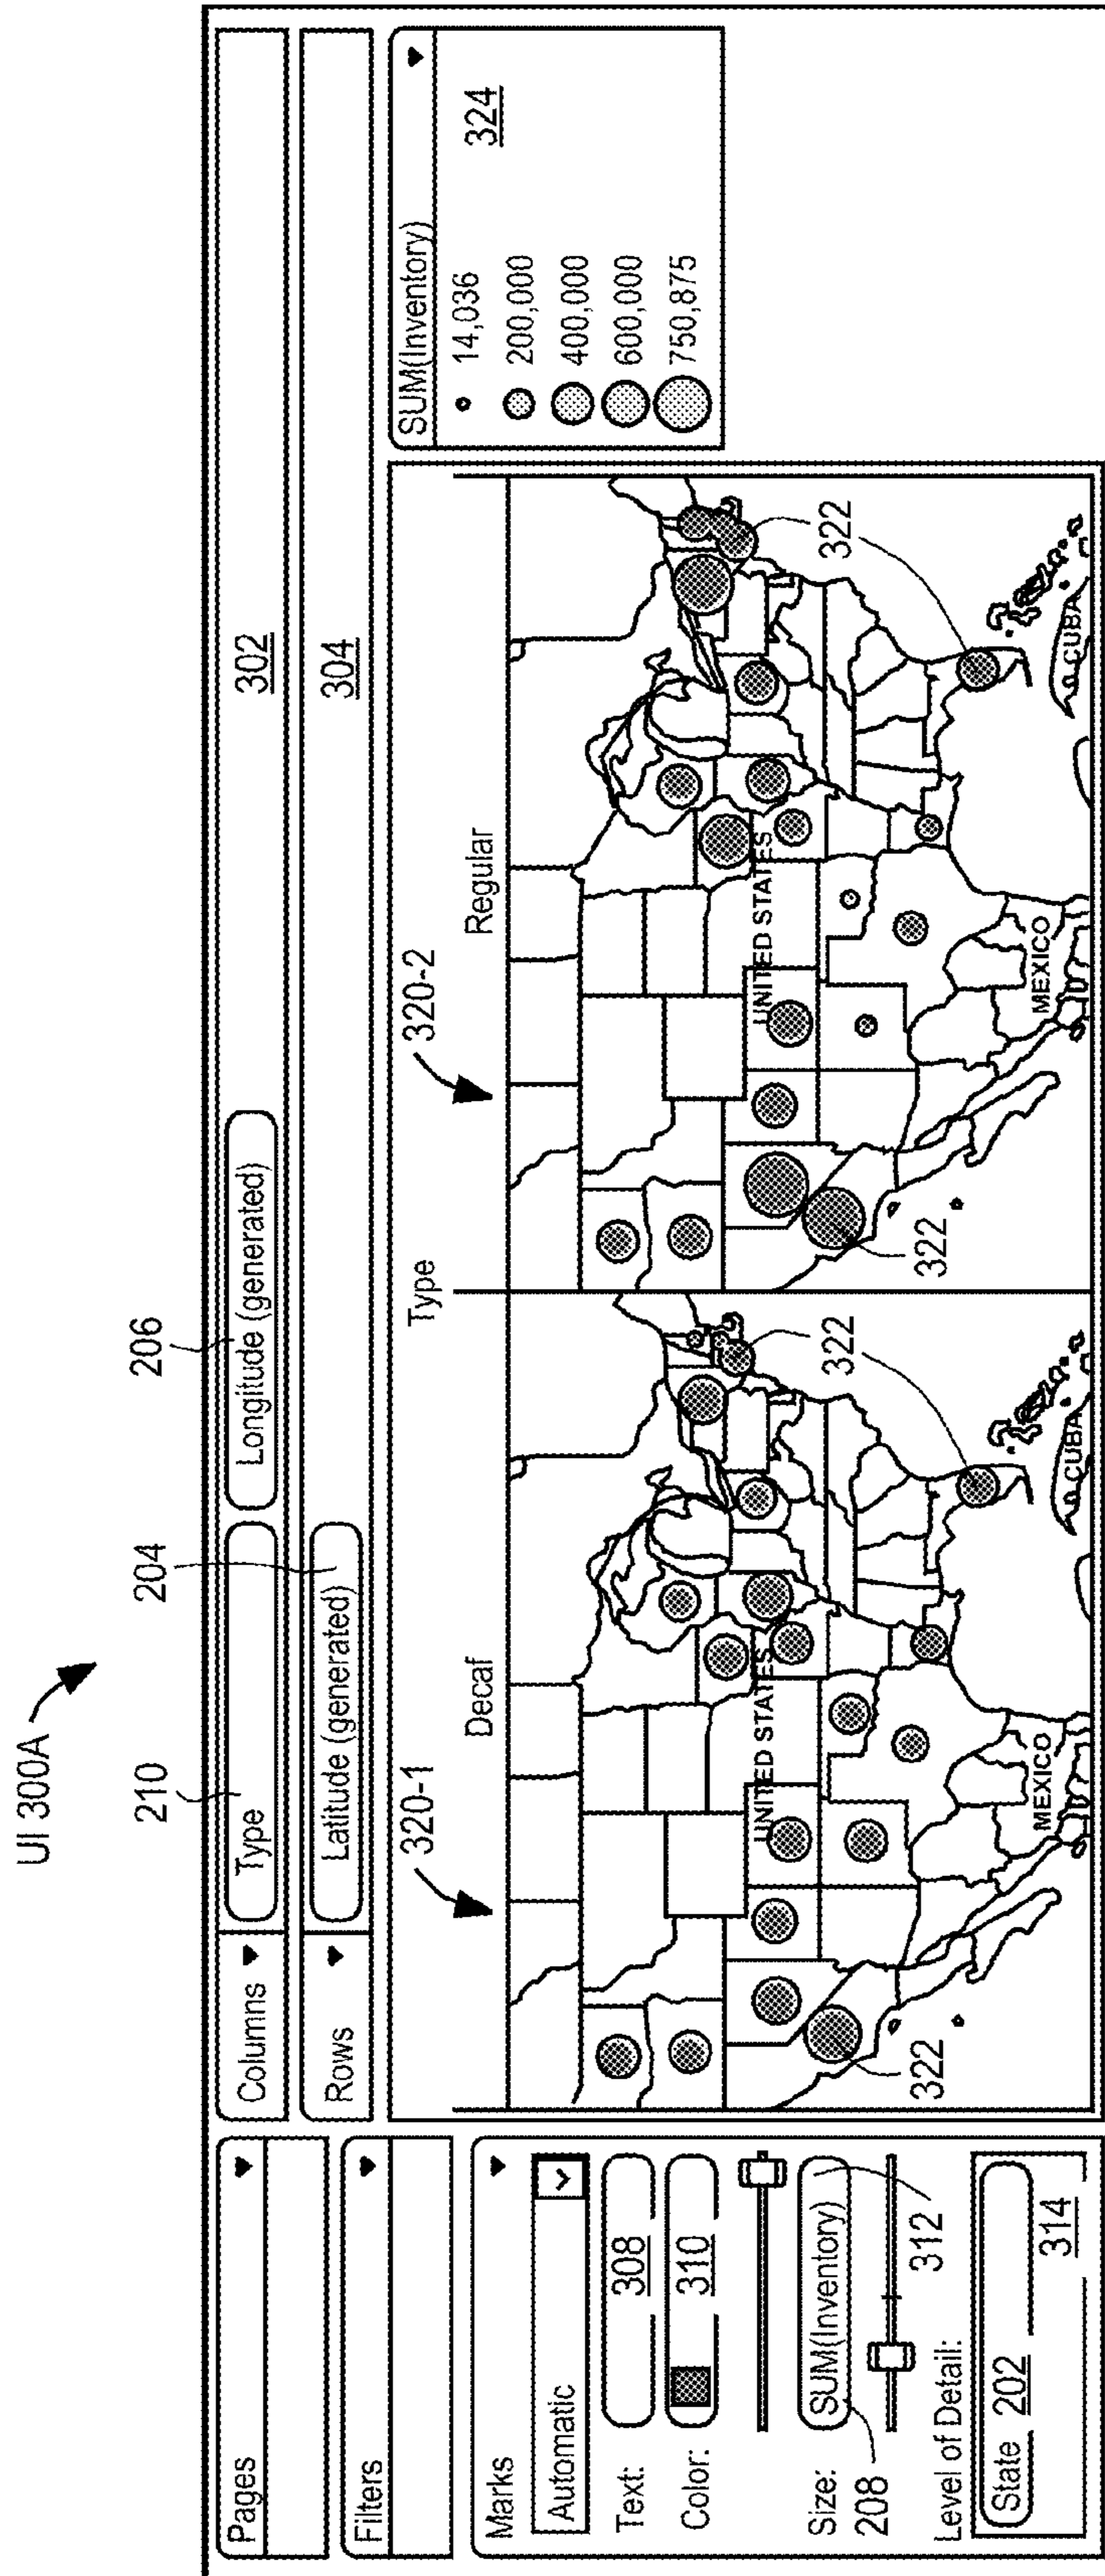 UI 300A
210
204
206
Pages
Columns
Type
Longitude (generated)
302
Filters
Rows
Latitude (generated)
304
Marks
Automatic
Text:
308
Color:
310
Size:
SUM(Inventory)
208
312
Level of Detail:
State 202
314
Type
320-1
320-2
Decaf
Regular
UNITED STATES
MEXICO
CUBA
322
322
UNITED STATES
MEXICO
CUBA
322
322
SUM(Inventory)
14,036
324
200,000
400,000
600,000
750,875